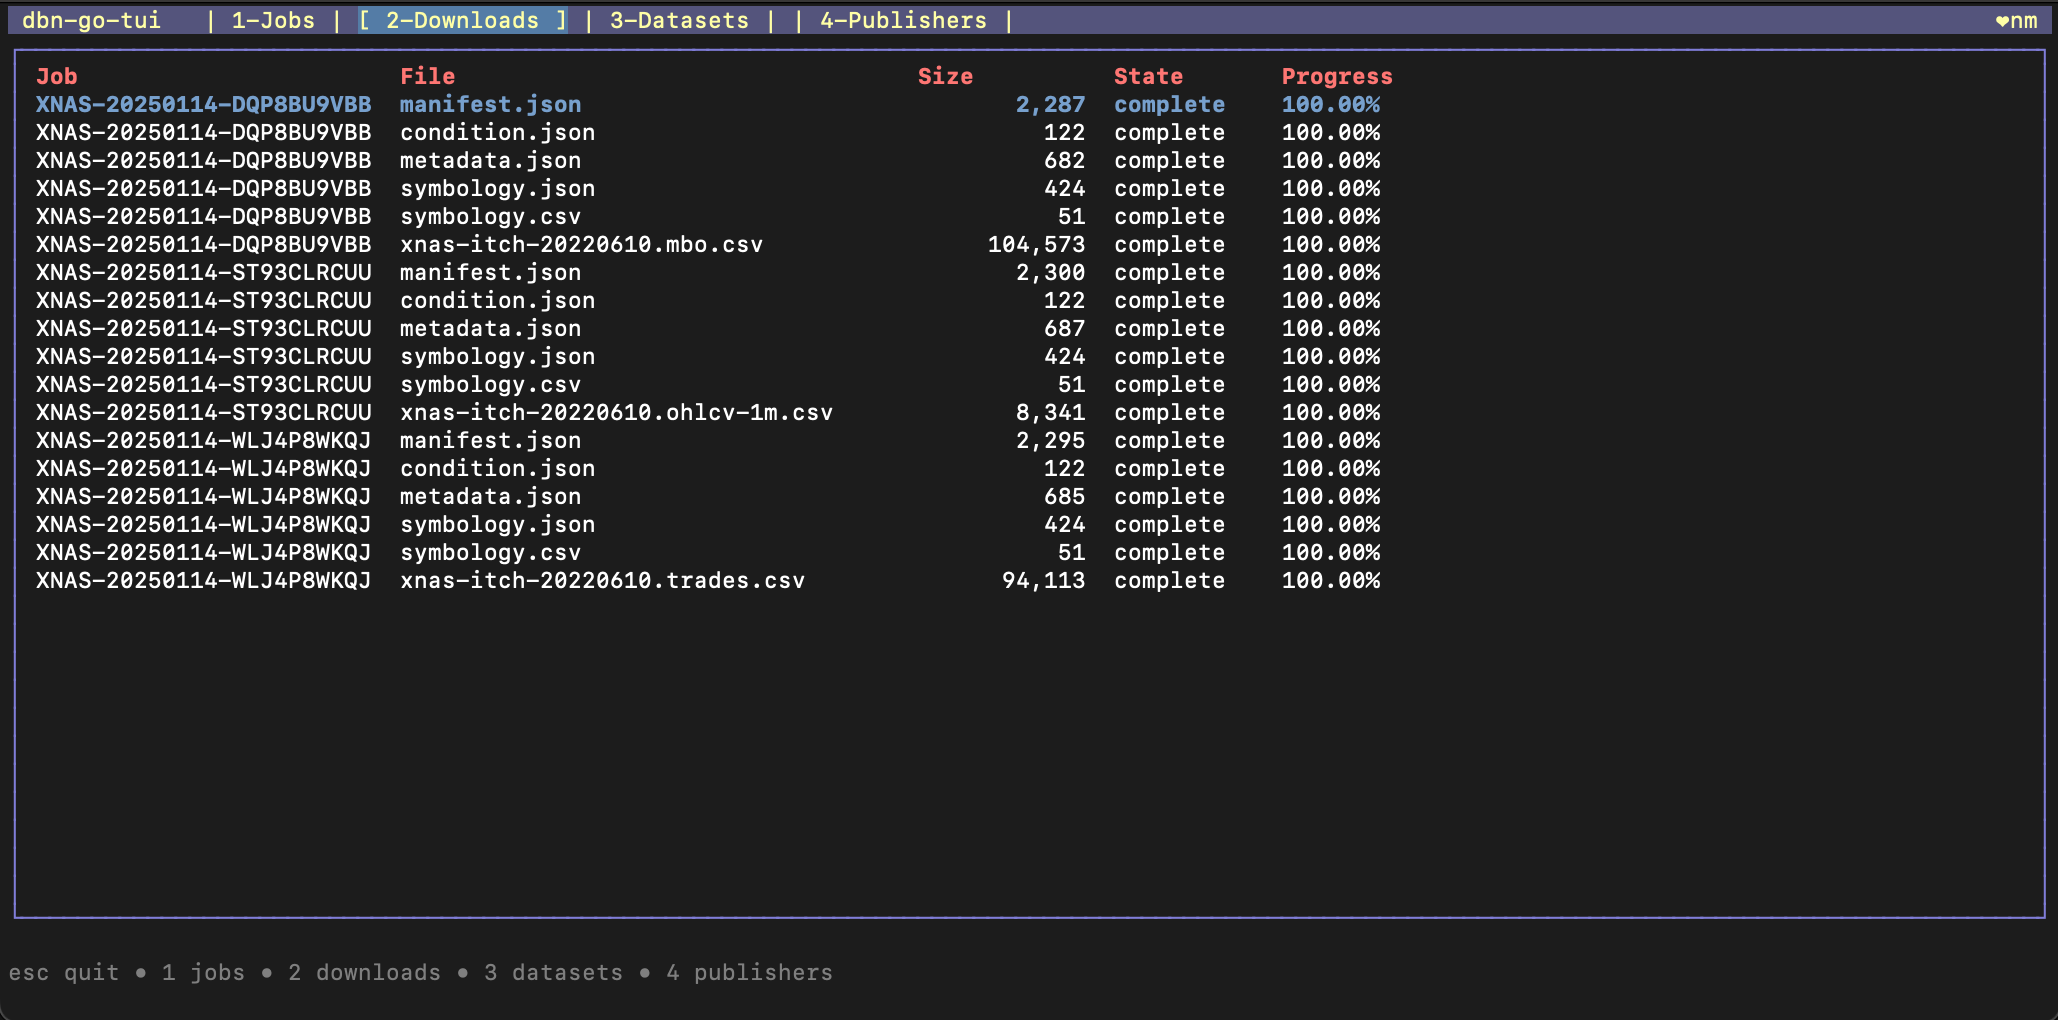 dbn-go-tui | 1-Jobs | [ 2-Downloads ] | 3-Datasets | | 4-Publishers | ❤nm
Job File Size State Progress
XNAS-20250114-DQP8BU9VBB manifest.json 2,287 complete 100.00%
XNAS-20250114-DQP8BU9VBB condition.json 122 complete 100.00%
XNAS-20250114-DQP8BU9VBB metadata.json 682 complete 100.00%
XNAS-20250114-DQP8BU9VBB symbology.json 424 complete 100.00%
XNAS-20250114-DQP8BU9VBB symbology.csv 51 complete 100.00%
XNAS-20250114-DQP8BU9VBB xnas-itch-20220610.mbo.csv 104,573 complete 100.00%
XNAS-20250114-ST93CLRCUU manifest.json 2,300 complete 100.00%
XNAS-20250114-ST93CLRCUU condition.json 122 complete 100.00%
XNAS-20250114-ST93CLRCUU metadata.json 687 complete 100.00%
XNAS-20250114-ST93CLRCUU symbology.json 424 complete 100.00%
XNAS-20250114-ST93CLRCUU symbology.csv 51 complete 100.00%
XNAS-20250114-ST93CLRCUU xnas-itch-20220610.ohlcv-1m.csv 8,341 complete 100.00%
XNAS-20250114-WLJ4P8WKQJ manifest.json 2,295 complete 100.00%
XNAS-20250114-WLJ4P8WKQJ condition.json 122 complete 100.00%
XNAS-20250114-WLJ4P8WKQJ metadata.json 685 complete 100.00%
XNAS-20250114-WLJ4P8WKQJ symbology.json 424 complete 100.00%
XNAS-20250114-WLJ4P8WKQJ symbology.csv 51 complete 100.00%
XNAS-20250114-WLJ4P8WKQJ xnas-itch-20220610.trades.csv 94,113 complete 100.00%
esc quit • 1 jobs • 2 downloads • 3 datasets • 4 publishers